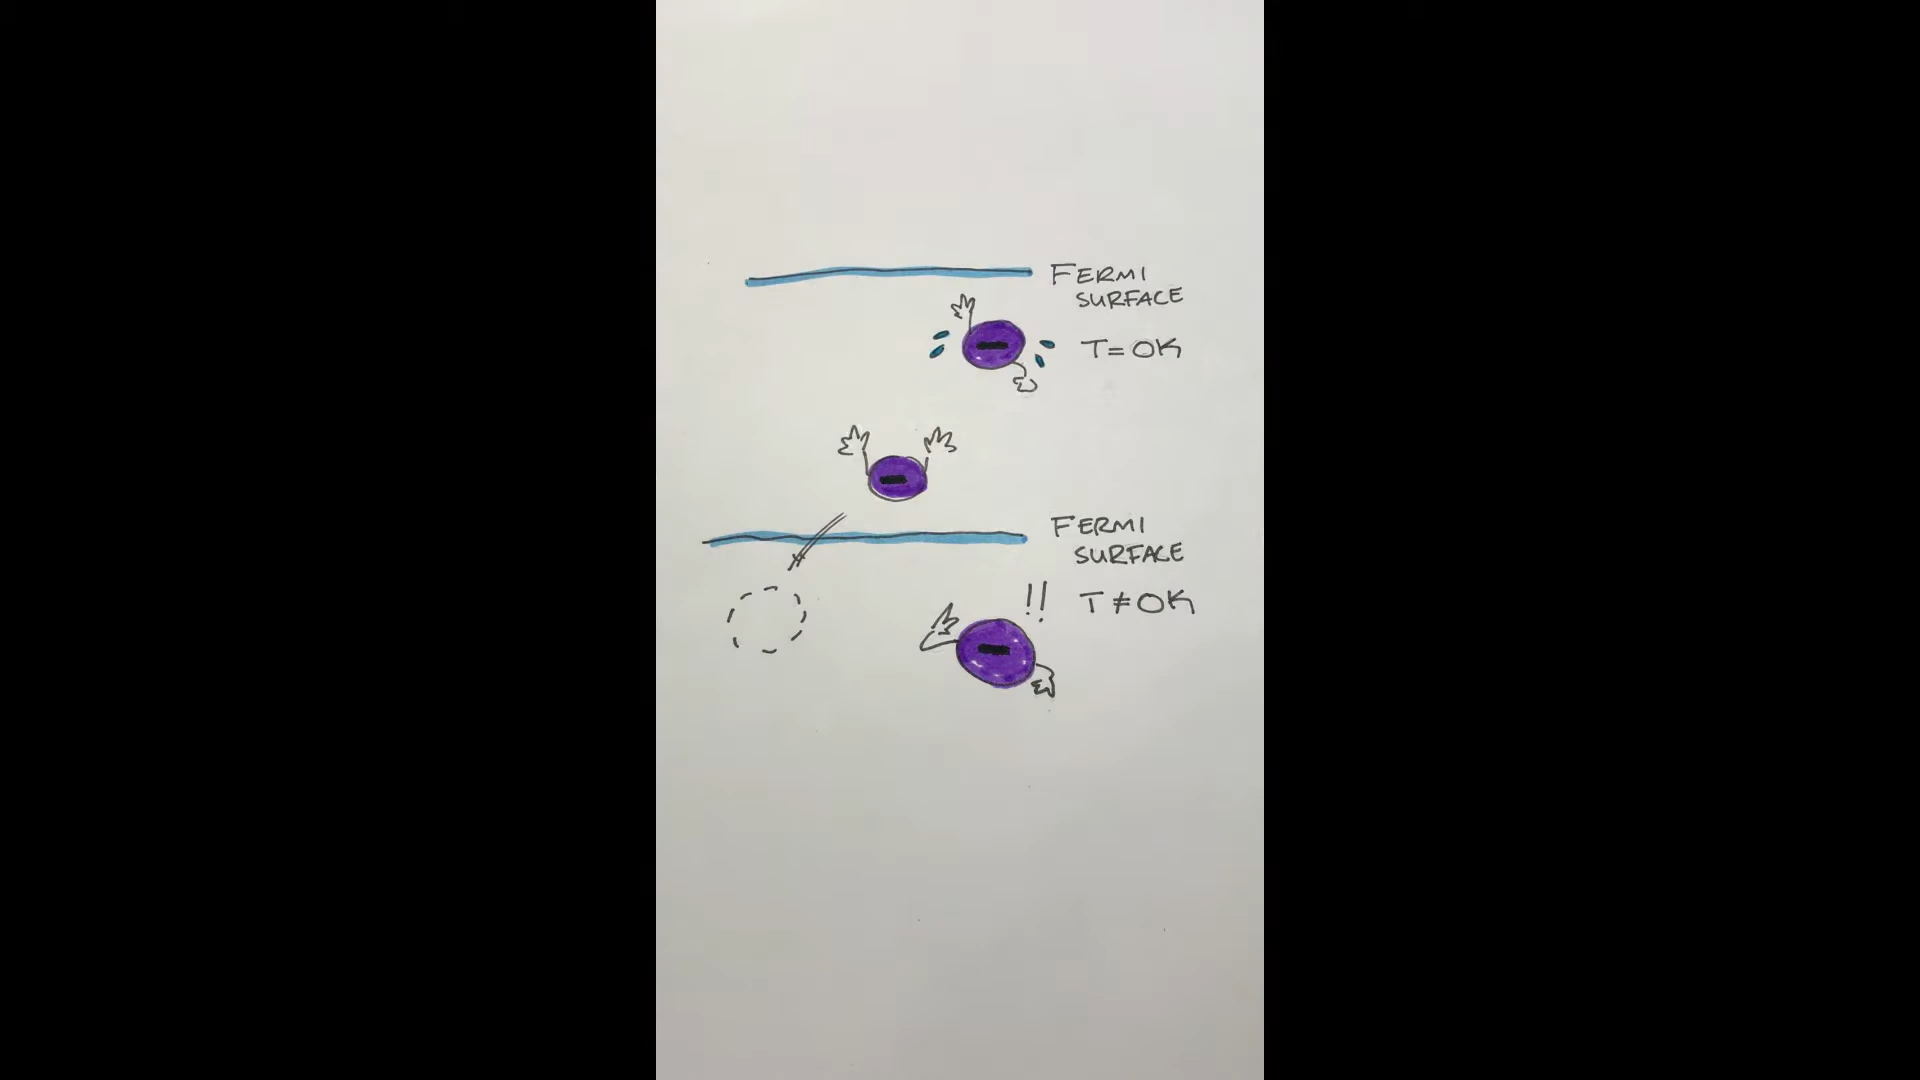 FERMI
SURFACE
T=0K
FERMI
SURFACE
!!
T≠0K